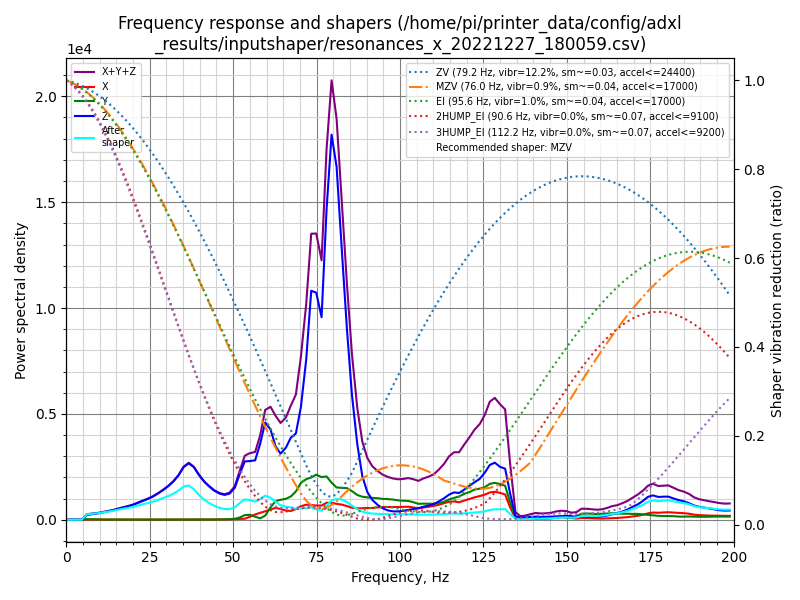 Frequency response and shapers (/home/pi/printer_data/config/adxl
_results/inputshaper/resonances_x_20221227_180059.csv)
1e4
X+Y+Z
X
Y
Z
After
shaper
ZV (79.2 Hz, vibr=12.2%, sm~=0.03, accel<=24400)
MZV (76.0 Hz, vibr=0.9%, sm~=0.04, accel<=17000)
EI (95.6 Hz, vibr=1.0%, sm~=0.04, accel<=17000)
2HUMP_EI (90.6 Hz, vibr=0.0%, sm~=0.07, accel<=9100)
3HUMP_EI (112.2 Hz, vibr=0.0%, sm~=0.07, accel<=9200)
Recommended shaper: MZV
Power spectral density
2.0
1.5
1.0
0.5
0.0
1.0
0.8
0.6
0.4
0.2
0.0
Shaper vibration reduction (ratio)
0 25 50 75 100 125 150 175 200
Frequency, Hz